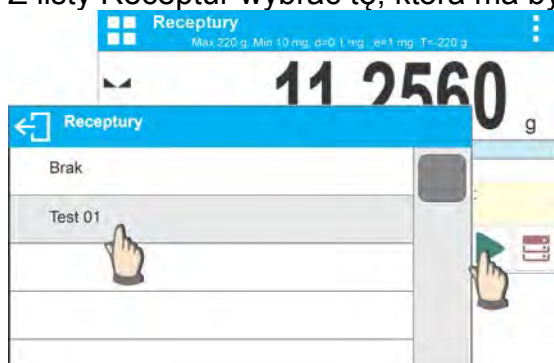 Z listy Receptur wybrać tę, która ma by
Receptury
Max 220 g, Min 10 mg, d=0.1 mg, e=1 mg T=-220 g
11.2560 g
Receptury
Brak
Test 01